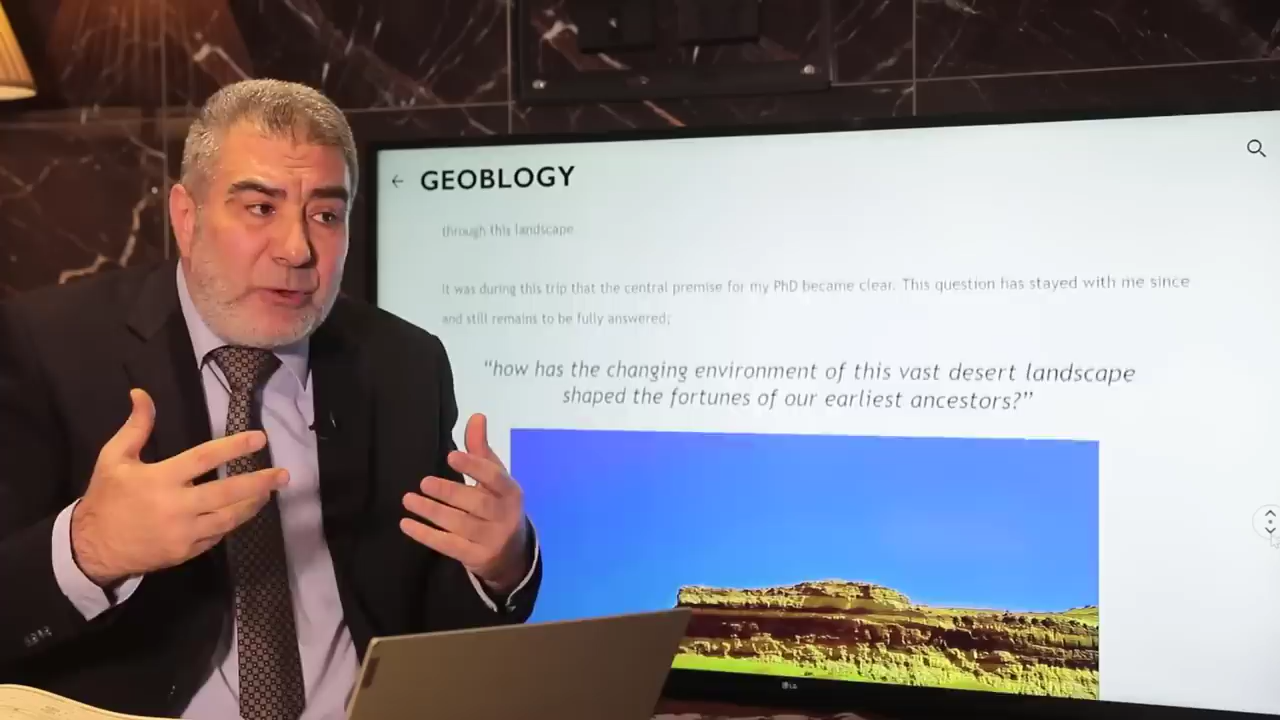 GEOBLOGY
through this landscape
It was during this trip that the central premise for my PhD became clear. This question has stayed with me since
and still remains to be fully answered;
“how has the changing environment of this vast desert landscape
shaped the fortunes of our earliest ancestors?”
LG